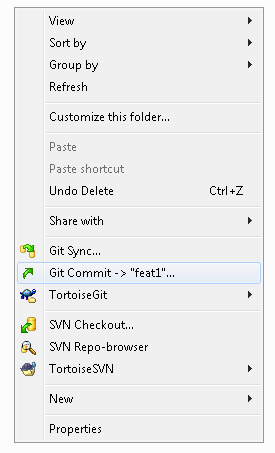 View
Sort by
Group by
Refresh
Customize this folder...
Paste
Paste shortcut
Undo Delete Ctrl+Z
Share with
Git Sync...
Git Commit -> "feat1"...
TortoiseGit
SVN Checkout...
SVN Repo-browser
TortoiseSVN
New
Properties